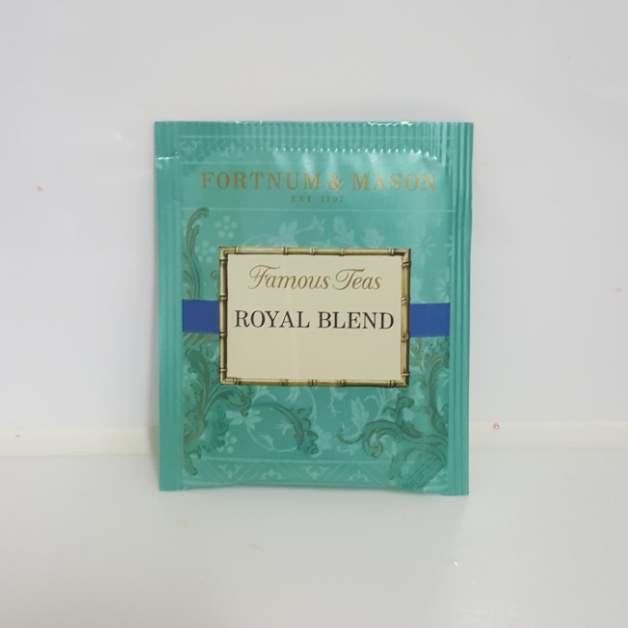 FORTNUM & MASON
EST 1707
Famous Teas
ROYAL BLEND